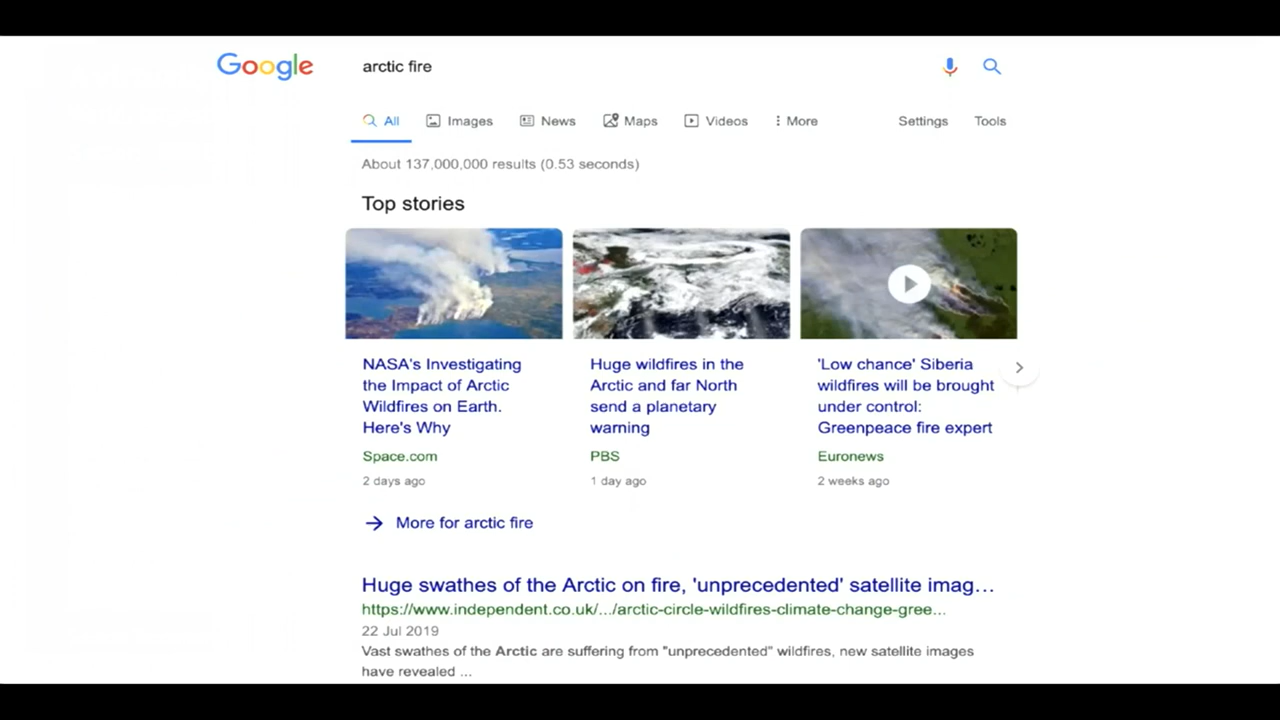 Google
arctic fire
All Images News Maps Videos More Settings Tools
About 137,000,000 results (0.53 seconds)
Top stories
NASA's Investigating
the Impact of Arctic
Wildfires on Earth.
Here's Why
Space.com
2 days ago
Huge wildfires in the
Arctic and far North
send a planetary
warning
PBS
1 day ago
'Low chance' Siberia
wildfires will be brought
under control:
Greenpeace fire expert
Euronews
2 weeks ago
More for arctic fire
Huge swathes of the Arctic on fire, 'unprecedented' satellite imag...
https://www.independent.co.uk/.../arctic-circle-wildfires-climate-change-gree...
22 Jul 2019
Vast swathes of the Arctic are suffering from "unprecedented" wildfires, new satellite images
have revealed ...